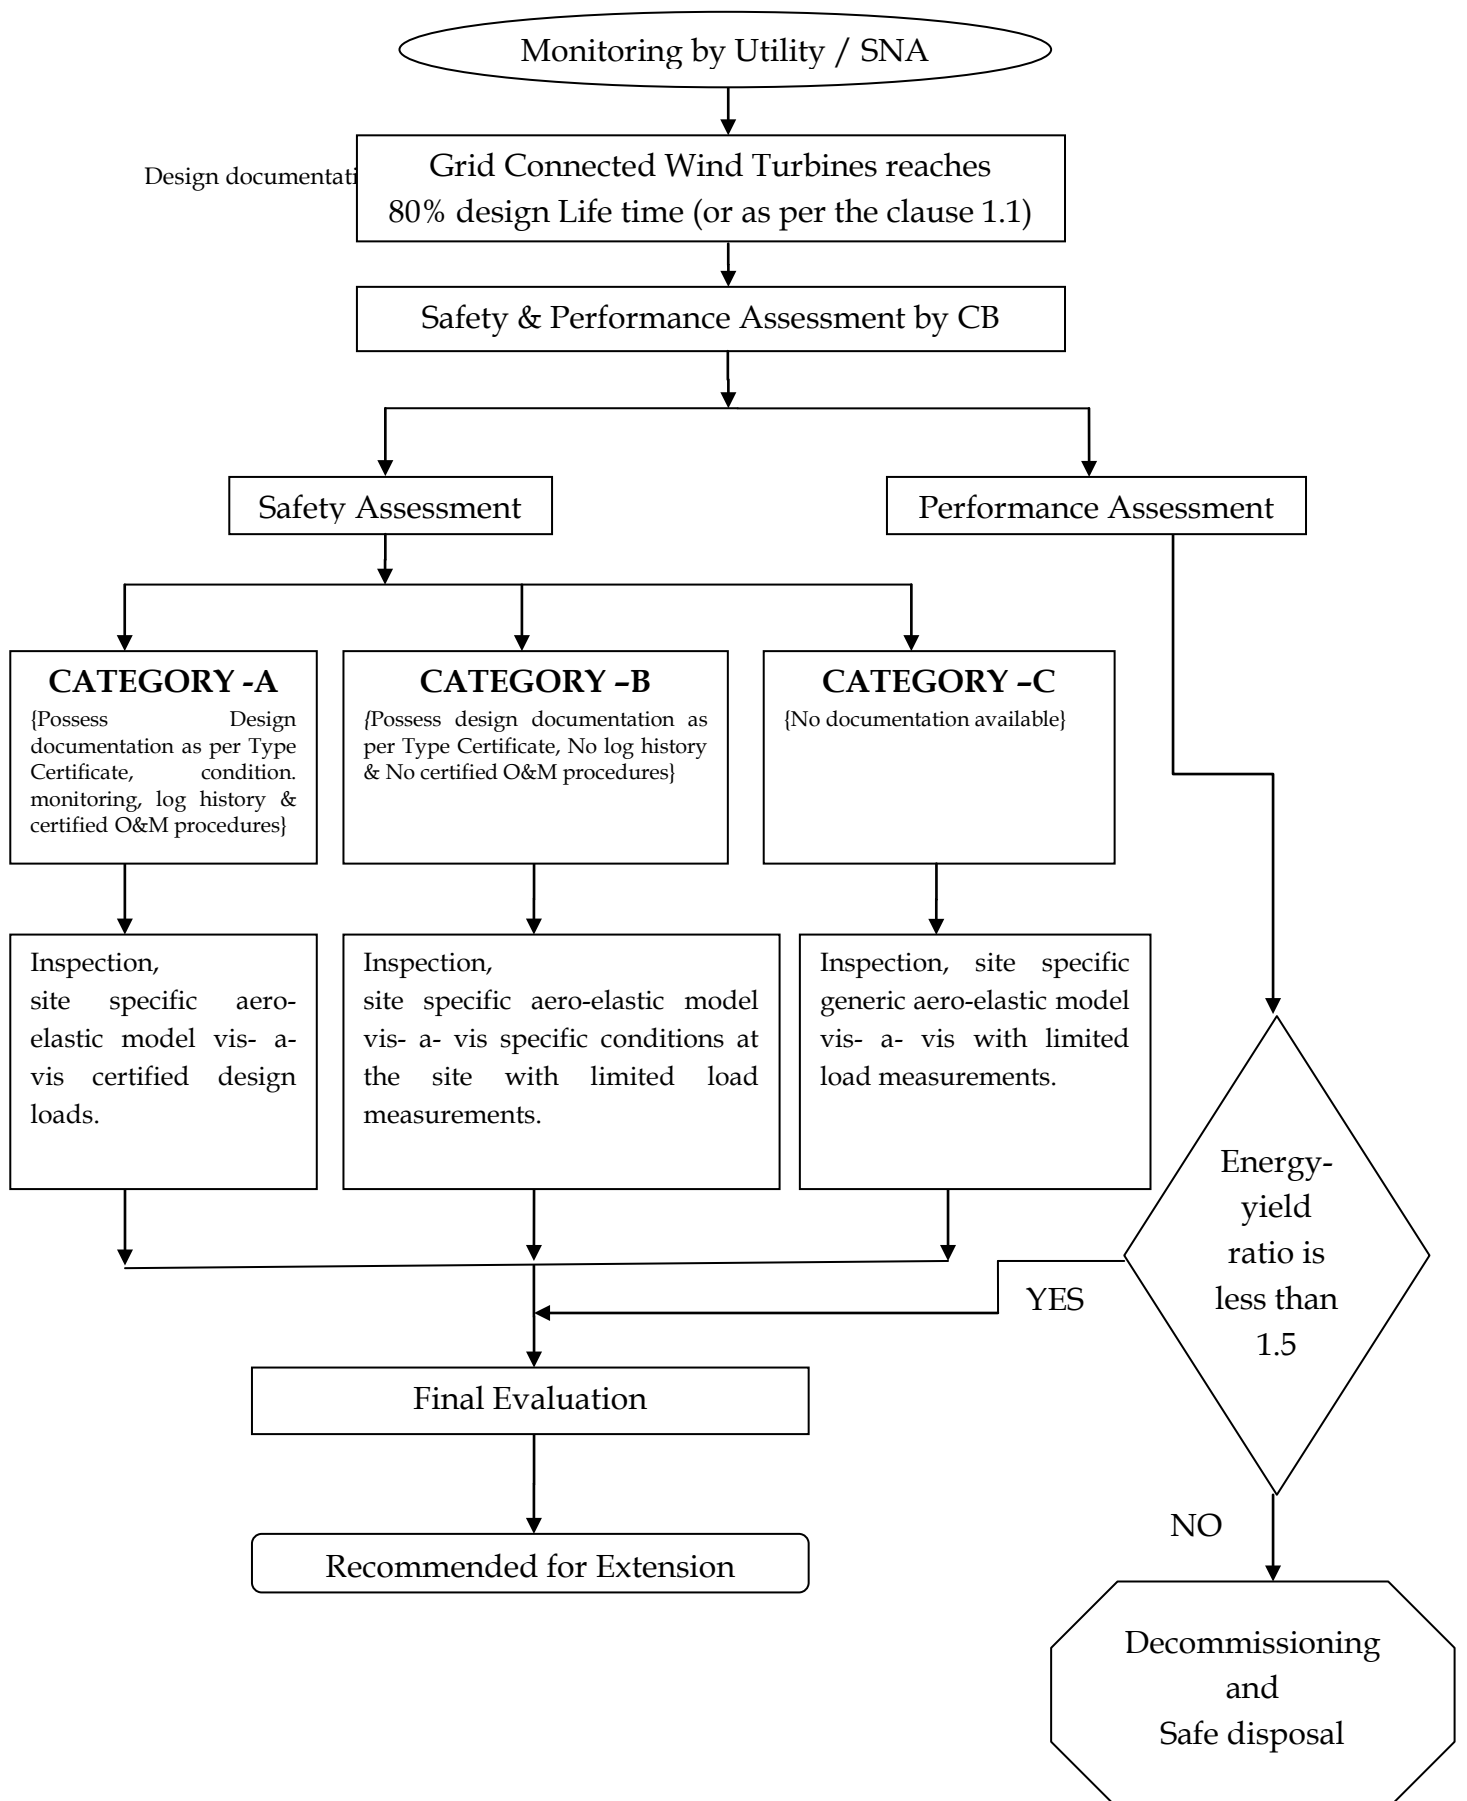 Monitoring by Utility / SNA
Design documentati
Grid Connected Wind Turbines reaches
80% design Life time (or as per the clause 1.1)
Safety & Performance Assessment by CB
Safety Assessment
Performance Assessment
CATEGORY -A
{Possess Design
documentation as per Type
Certificate, condition.
monitoring, log history &
certified O&M procedures}
CATEGORY –B
{Possess design documentation as
per Type Certificate, No log history
& No certified O&M procedures}
CATEGORY –C
{No documentation available}
Inspection,
site specific aero-
elastic model vis- a-
vis certified design
loads.
Inspection,
site specific aero-elastic model
vis- a- vis specific conditions at
the site with limited load
measurements.
Inspection, site specific
generic aero-elastic model
vis- a- vis with limited
load measurements.
Energy-
yield
ratio is
less than
1.5
YES
Final Evaluation
NO
Recommended for Extension
Decommissioning
and
Safe disposal